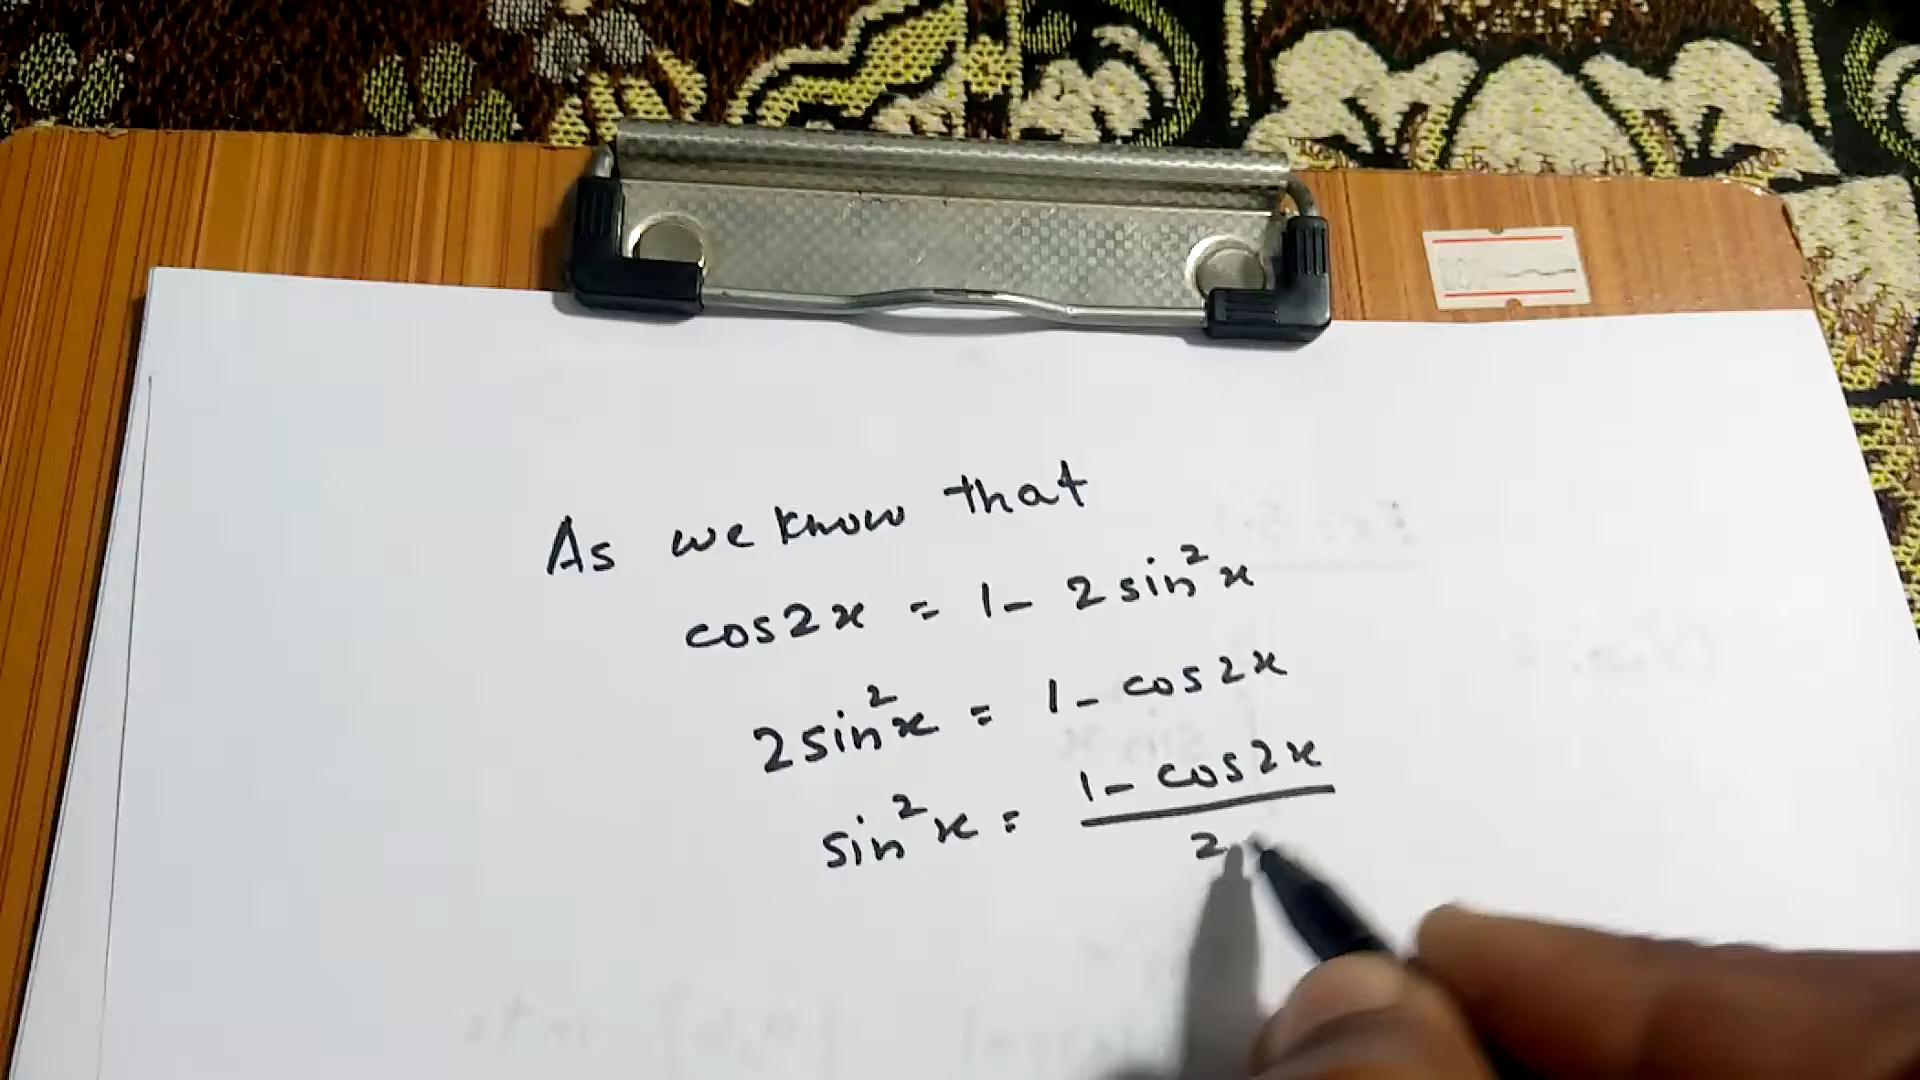 As we know that
cos2x = 1 - 2sin²x
2sin²x = 1 - cos2x
sin²x = (1 - cos2x)/2